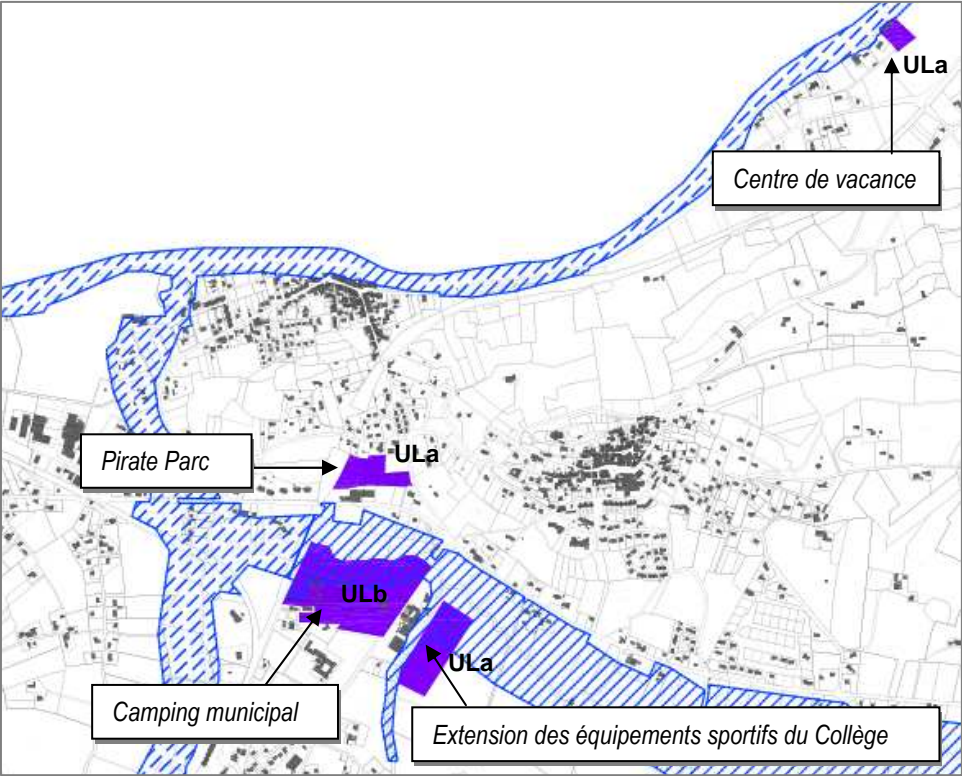 ULa
Centre de vacance
Pirate Parc
ULa
ULb
ULa
Camping municipal
Extension des équipements sportifs du Collège